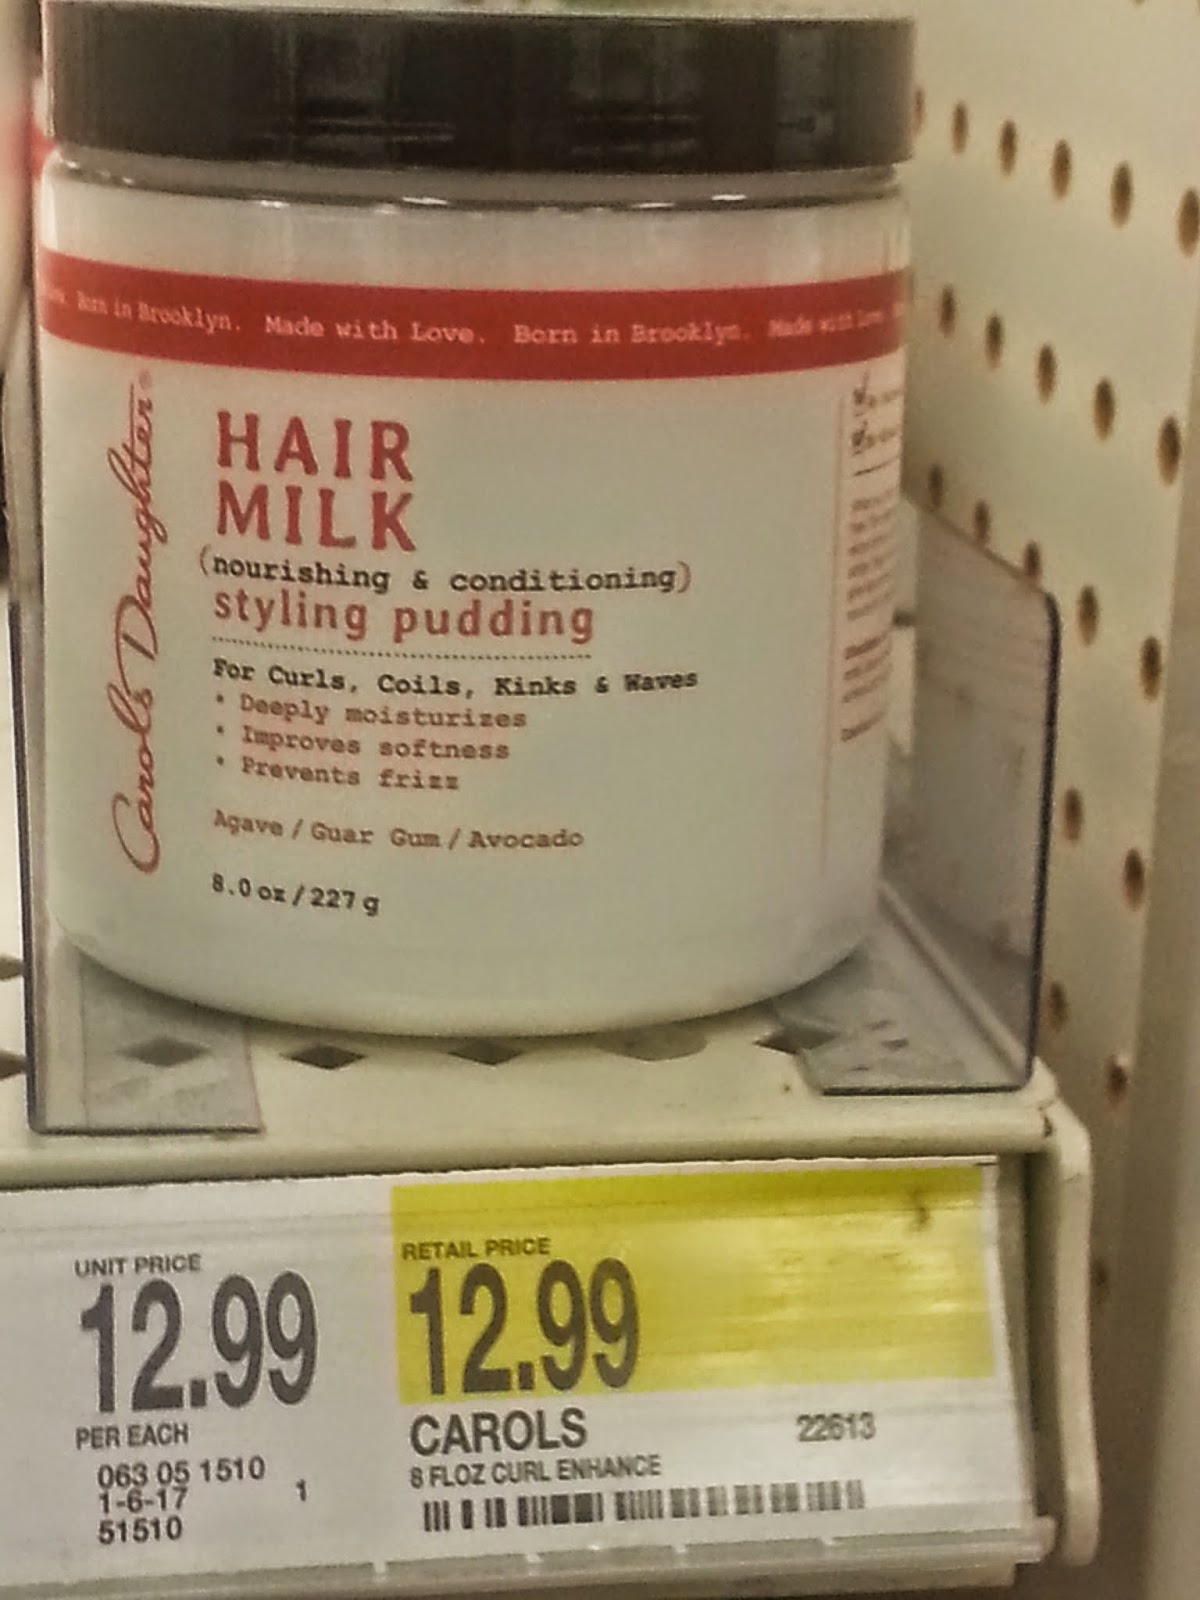 Born in Brooklyn. Made with Love. Born in Brooklyn. Made with Love.
Carol's Daughter®
HAIR
MILK
(nourishing & conditioning)
styling pudding
For Curls, Coils, Kinks & Waves
• Deeply moisturizes
• Improves softness
• Prevents frizz
Agave / Guar Gum / Avocado
8.0 oz / 227 g
UNIT PRICE
12.99
PER EACH
063 05 1510
1-6-17 1
51510
RETAIL PRICE
12.99
CAROLS 22613
8 FLOZ CURL ENHANCE